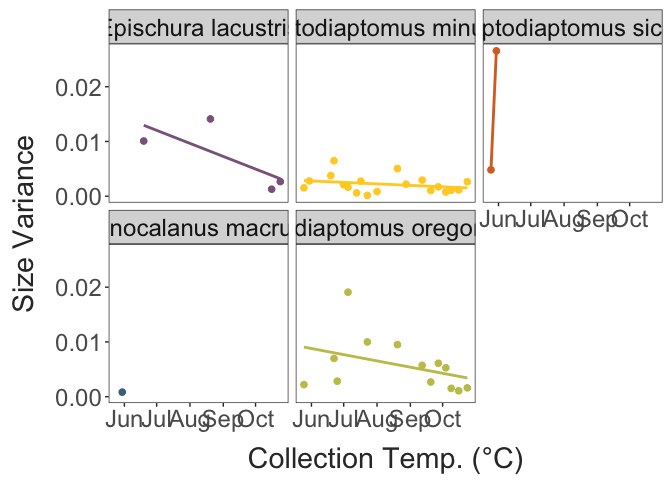 Epischura lacustris
todiaptomus minu
ptodiaptomus sic
0.02
0.01
0.00
Jun Jul Aug Sep Oct
nocalanus macru
diaptomus oregor
0.02
0.01
0.00
Jun Jul Aug Sep Oct
Jun Jul Aug Sep Oct
Size Variance
Collection Temp. (°C)